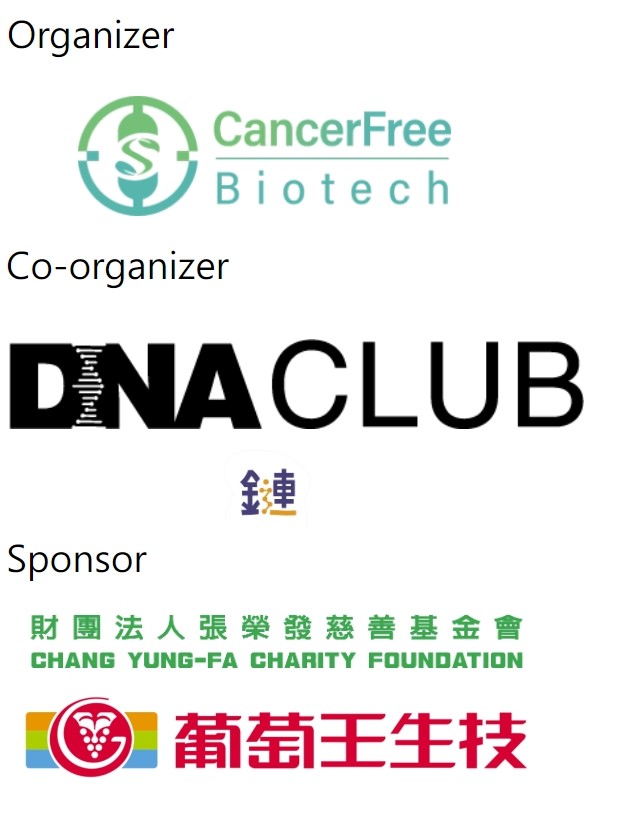 Organizer
CancerFree
Biotech
Co-organizer
DNACLUB
鏈
Sponsor
財團法人張榮發慈善基金會
CHANG YUNG-FA CHARITY FOUNDATION
葡萄王生技